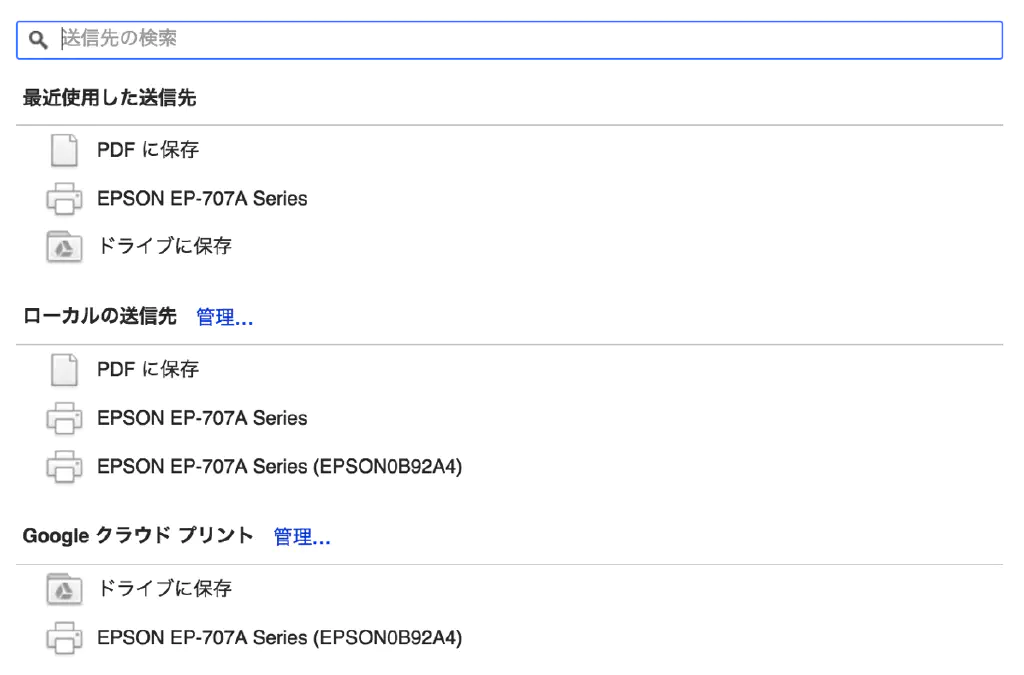 送信先の検索
最近使用した送信先
PDF に保存
EPSON EP-707A Series
ドライブに保存
ローカルの送信先 管理...
PDF に保存
EPSON EP-707A Series
EPSON EP-707A Series (EPSON0B92A4)
Google クラウド プリント 管理...
ドライブに保存
EPSON EP-707A Series (EPSON0B92A4)